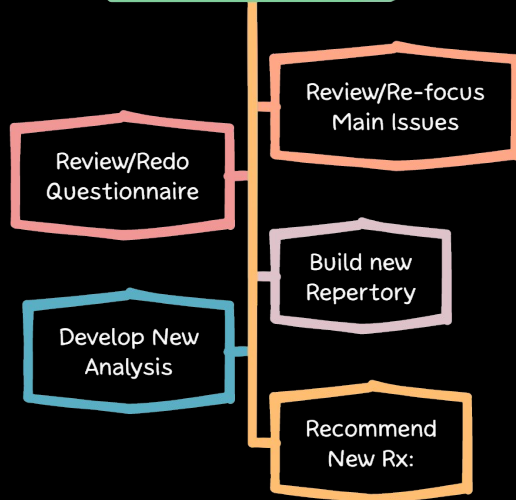 Review/Re-focus
Main Issues
Review/Redo
Questionnaire
Build new
Repertory
Develop New
Analysis
Recommend
New Rx: